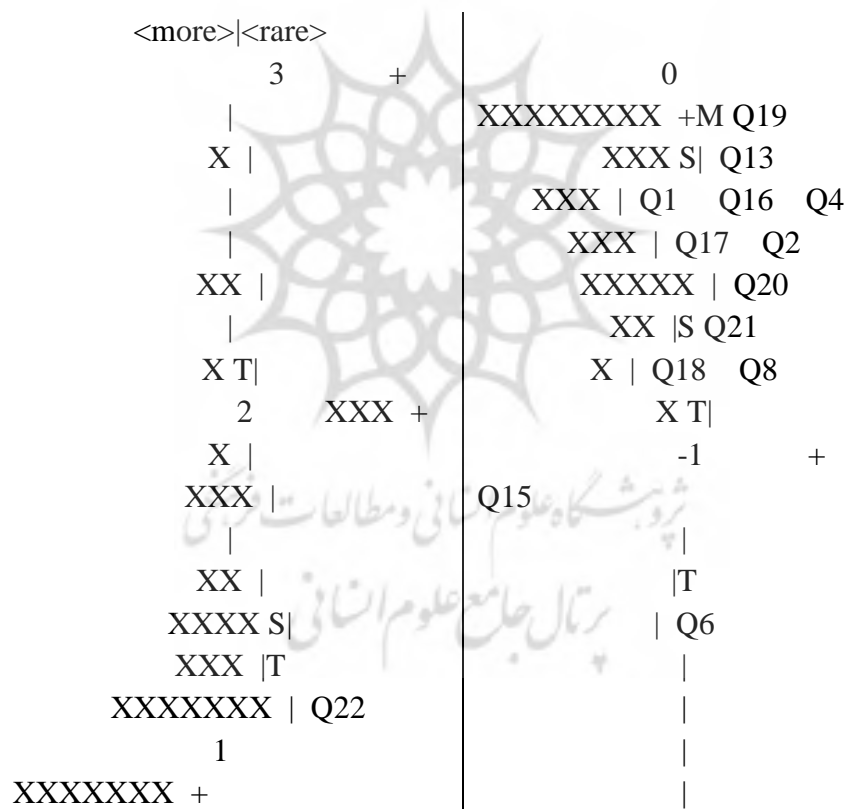 <more>|<rare>
3 +
|
X |
|
|
XX |
|
X T|
2 XXX +
X |
XXX |
|
XX |
XXXX S|
XXX |T
XXXXXXX | Q22
1
XXXXXXX +
0
XXXXXXXX +M Q19
XXX S| Q13
XXX | Q1 Q16 Q4
XXX | Q17 Q2
XXXXX | Q20
XX |S Q21
X | Q18 Q8
X T|
-1 +
Q15
|
|T
| Q6
|
|
|
|
پژوهشگاه علوم انسانی و مطالعات فرهنگی
پرتال جامع علوم انسانی